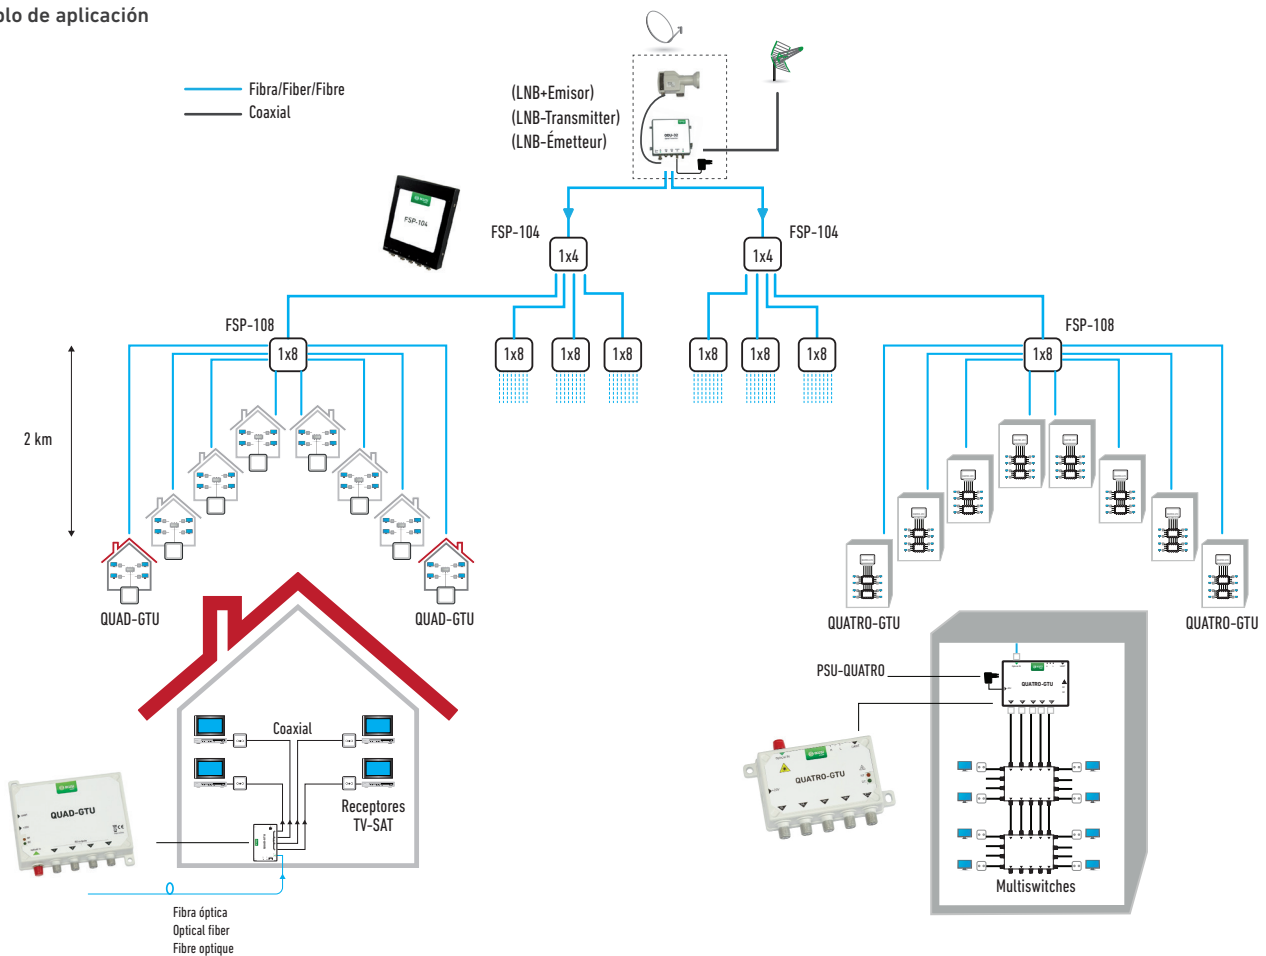 plo de aplicación
Fibra/Fiber/Fibre
Coaxial
(LNB+Emisor)
(LNB-Transmitter)
(LNB-Émetteur)
FSP-104
FSP-104
FSP-104
1x4
1x4
FSP-108
FSP-108
1x8
1x8
1x8
1x8
1x8
1x8
1x8
1x8
2 km
QUAD-GTU
QUAD-GTU
QUATRO-GTU
QUATRO-GTU
PSU-QUATRO
QUATRO-GTU
Coaxial
QUAD-GTU
QUATRO-GTU
Receptores
TV-SAT
Multiswitches
Fibra óptica
Optical fiber
Fibre optique